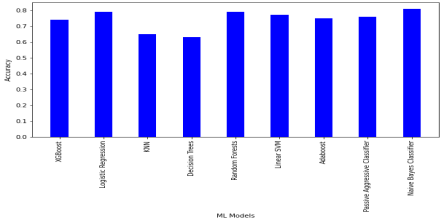 Accuracy
0.8
0.7
0.6
0.5
0.4
0.3
0.2
0.1
0.0
XGBoost
Logistic Regression
KNN
Decision Trees
Random Forests
Linear SVM
Adaboost
Passive Aggressive Classifier
Naive Bayes Classifier
ML Models